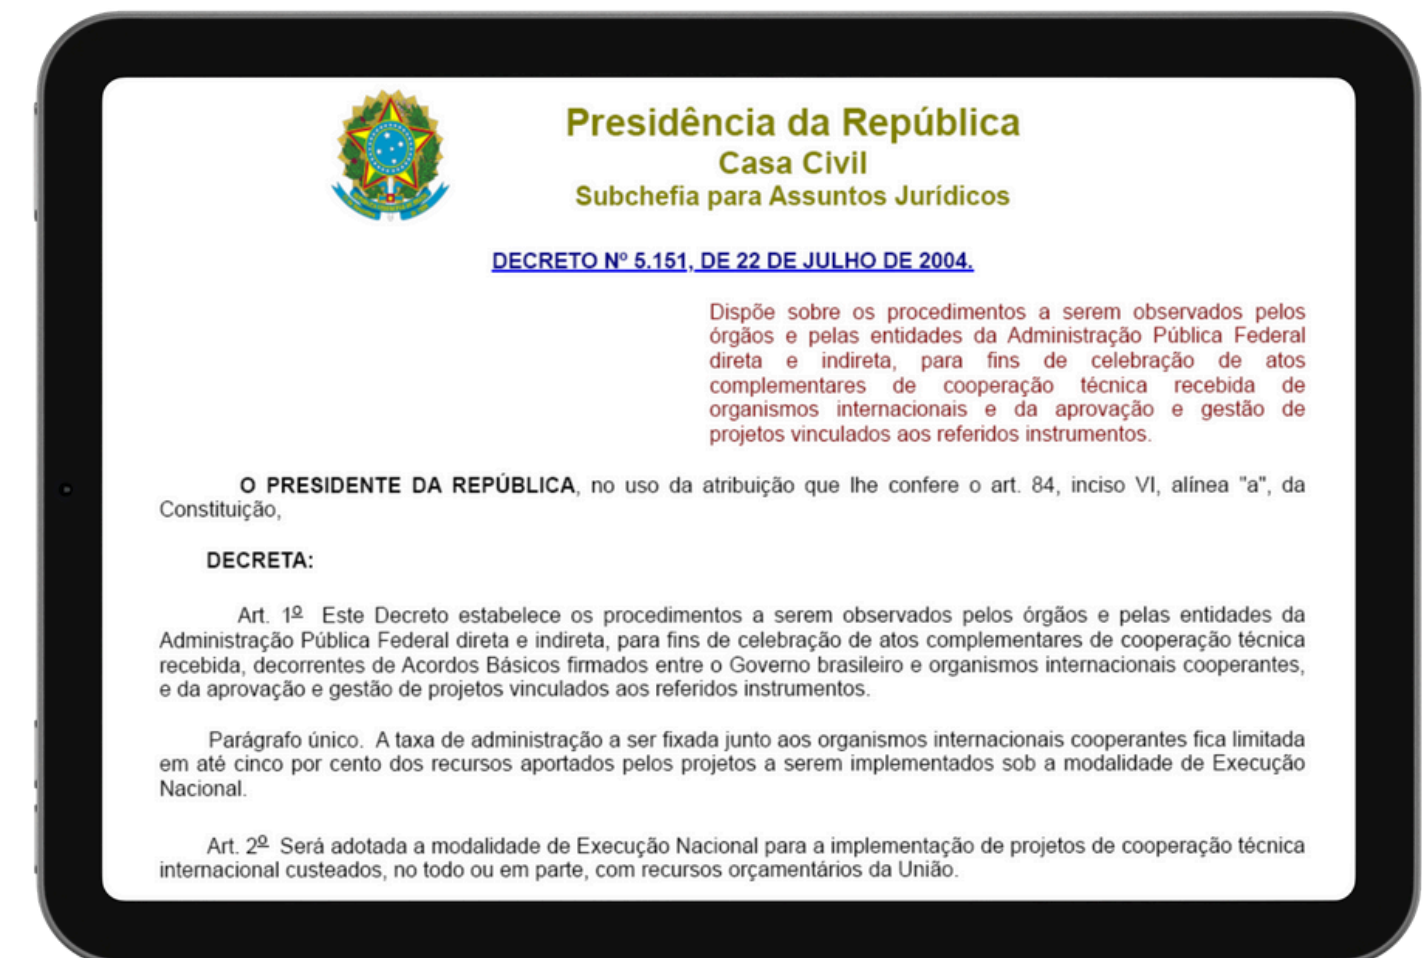 Presidência da República
Casa Civil
Subchefia para Assuntos Jurídicos
DECRETO Nº 5.151, DE 22 DE JULHO DE 2004.
Dispõe sobre os procedimentos a serem observados pelos
órgãos e pelas entidades da Administração Pública Federal
direta e indireta, para fins de celebração de atos
complementares de cooperação técnica recebida de
organismos internacionais e da aprovação e gestão de
projetos vinculados aos referidos instrumentos.
O PRESIDENTE DA REPÚBLICA, no uso da atribuição que lhe confere o art. 84, inciso VI, alínea "a", da
Constituição,
DECRETA:
Art. 1º Este Decreto estabelece os procedimentos a serem observados pelos órgãos e pelas entidades da
Administração Pública Federal direta e indireta, para fins de celebração de atos complementares de cooperação técnica
recebida, decorrentes de Acordos Básicos firmados entre o Governo brasileiro e organismos internacionais cooperantes,
e da aprovação e gestão de projetos vinculados aos referidos instrumentos.
Parágrafo único. A taxa de administração a ser fixada junto aos organismos internacionais cooperantes fica limitada
em até cinco por cento dos recursos aportados pelos projetos a serem implementados sob a modalidade de Execução
Nacional.
Art. 2º Será adotada a modalidade de Execução Nacional para a implementação de projetos de cooperação técnica
internacional custeados, no todo ou em parte, com recursos orçamentários da União.